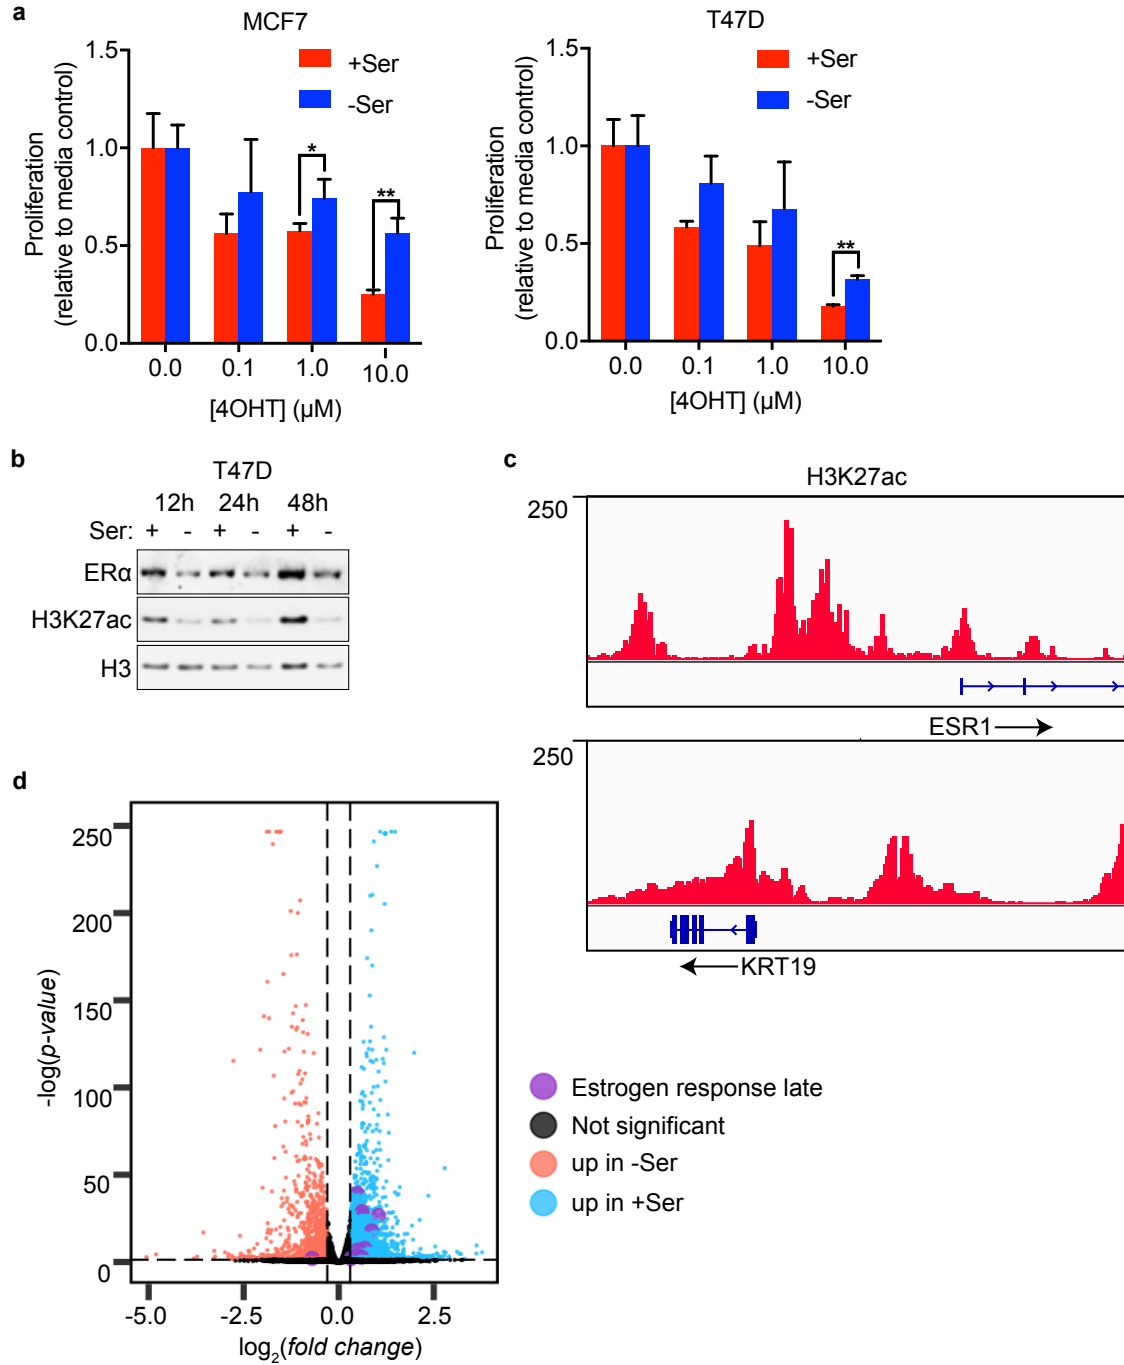 a
MCF7
1.5
1.0
0.5
0.0
Proliferation
(relative to media control)
+Ser
-Ser
*
**
0.0 0.1 1.0 10.0
[4OHT] (µM)
T47D
1.5
1.0
0.5
0.0
Proliferation
(relative to media control)
+Ser
-Ser
**
0.0 0.1 1.0 10.0
[4OHT] (µM)
b
T47D
12h 24h 48h
Ser: + - + - + -
ERα
H3K27ac
H3
c
H3K27ac
250
ESR1
250
KRT19
d
250
200
150
100
50
0
-log(p-value)
-5.0 -2.5 0.0 2.5
log2(fold change)
Estrogen response late
Not significant
up in -Ser
up in +Ser